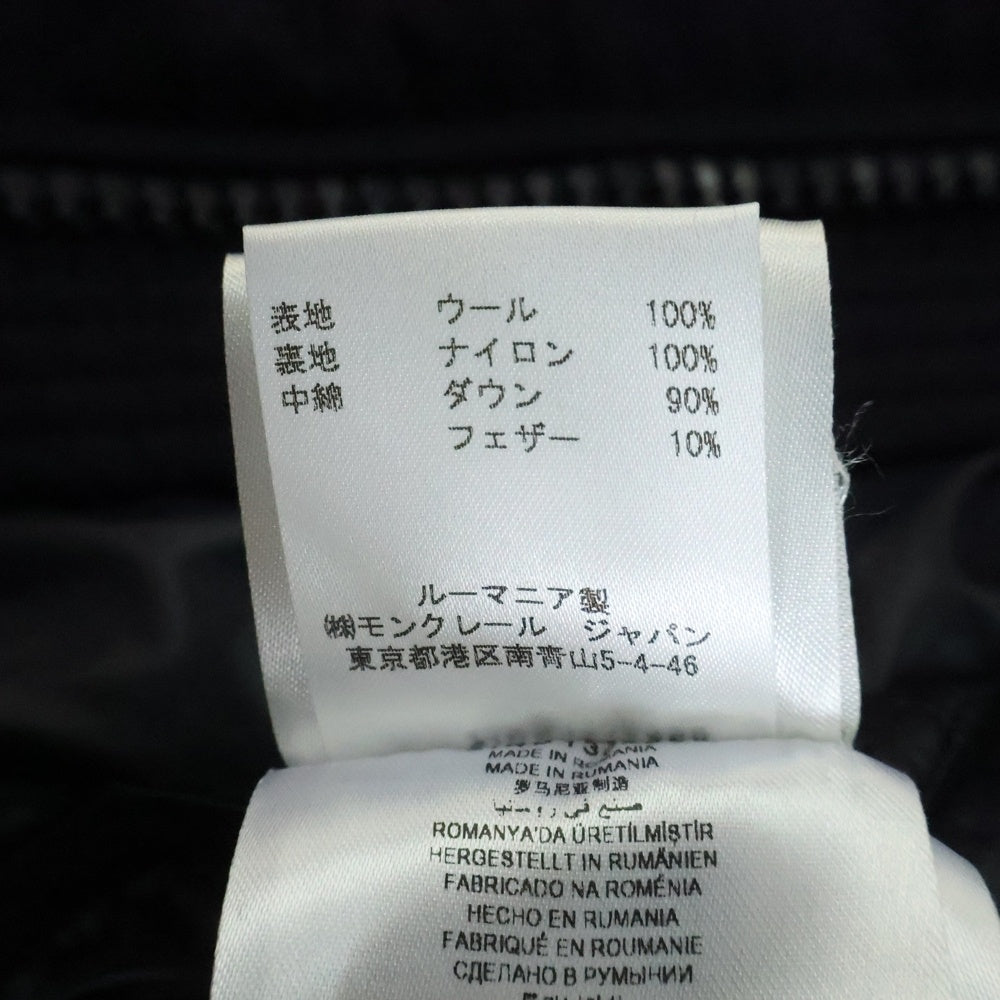 表地 ウール 100%
裏地 ナイロン 100%
中綿 ダウン 90%
フェザー 10%
ルーマニア製
㈱モンクレール ジャパン
東京都港区南青山5-4-46
MADE IN ROMANIA
MADE IN RUMANIA
罗马尼亚制造
ROMANYA'DA ÜRETİLMİŞTİR
HERGESTELLT IN RUMÄNIEN
FABRICADO NA ROMÉNIA
HECHO EN RUMANIA
FABRIQUÉ EN ROUMANIE
СДЕЛАНО В РУМЫНИИ